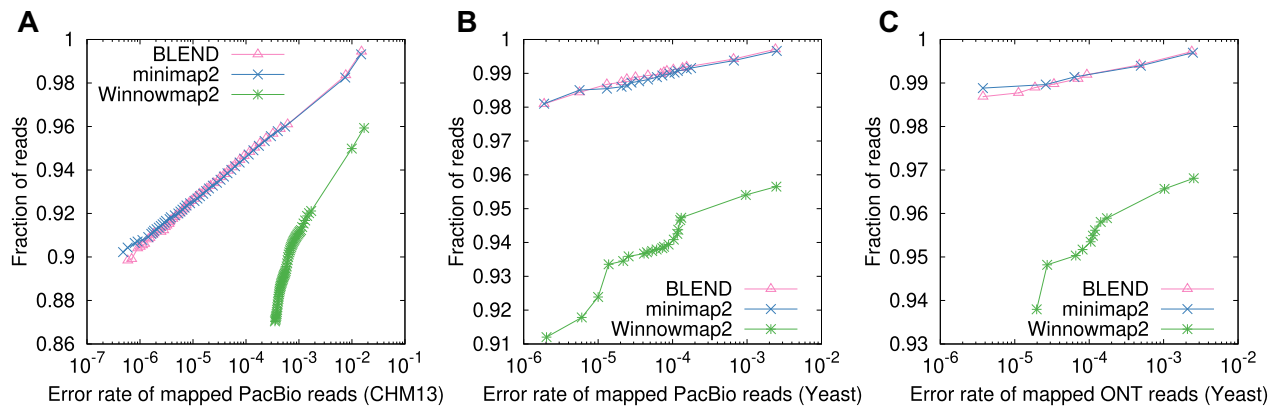 A
BLEND
minimap2
Winnowmap2
Fraction of reads
1
0.98
0.96
0.94
0.92
0.9
0.88
0.86
10^-7 10^-6 10^-5 10^-4 10^-3 10^-2 10^-1
Error rate of mapped PacBio reads (CHM13)
B
Fraction of reads
1
0.99
0.98
0.97
0.96
0.95
0.94
0.93
0.92
0.91
BLEND
minimap2
Winnowmap2
10^-6 10^-5 10^-4 10^-3 10^-2
Error rate of mapped PacBio reads (Yeast)
C
Fraction of reads
1
0.99
0.98
0.97
0.96
0.95
0.94
0.93
BLEND
minimap2
Winnowmap2
10^-6 10^-5 10^-4 10^-3 10^-2
Error rate of mapped ONT reads (Yeast)